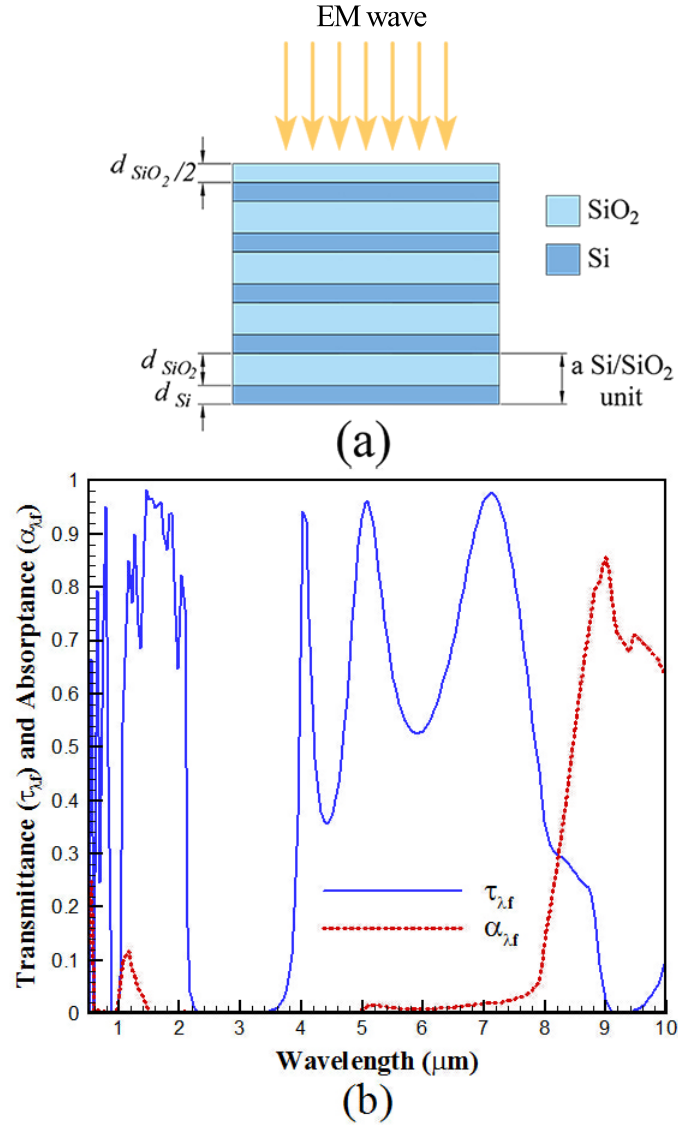 EM wave
d SiO₂/2
SiO₂
Si
d SiO₂
d Si
a Si/SiO₂
unit
(a)
Transmittance (τλf) and Absorptance (αλf)
1
0.9
0.8
0.7
0.6
0.5
0.4
0.3
0.2
0.1
0
τλf
αλf
1 2 3 4 5 6 7 8 9 10
Wavelength (μm)
(b)